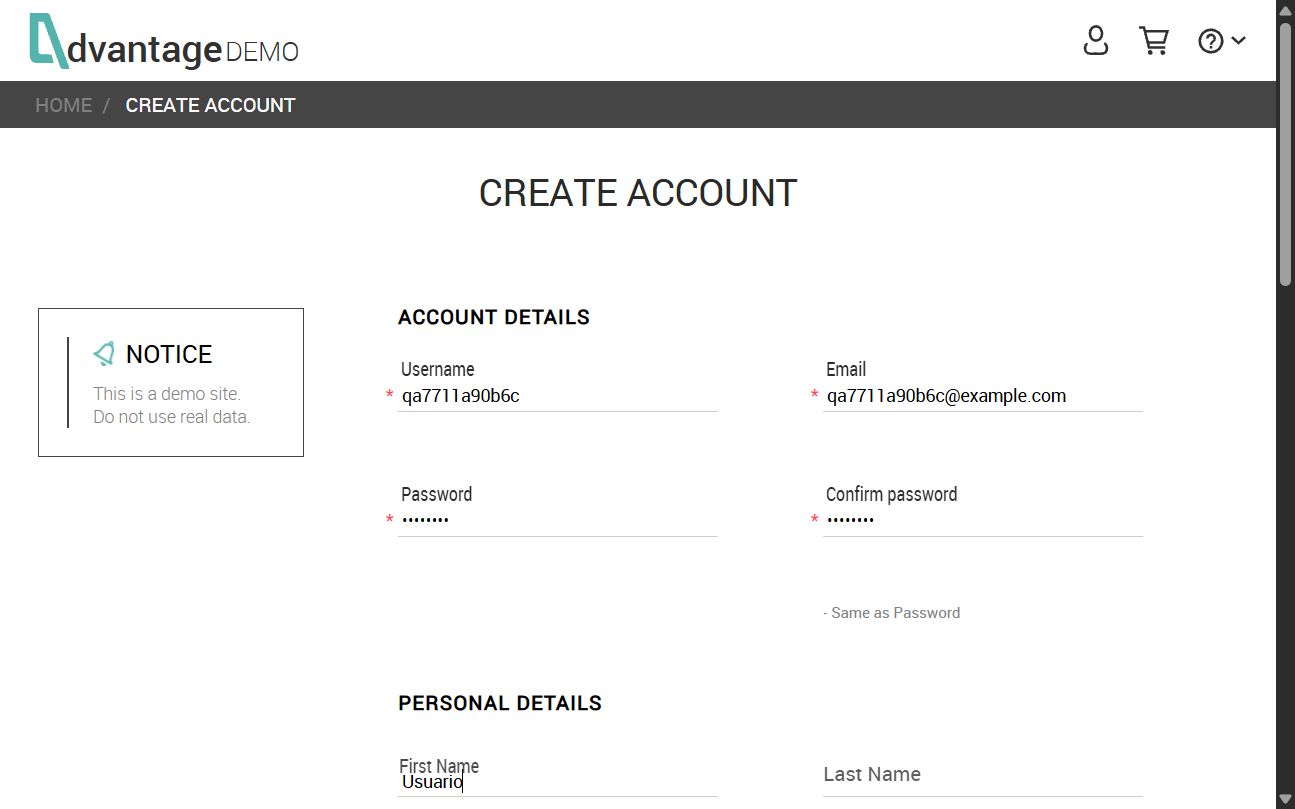 dvantage DEMO
HOME / CREATE ACCOUNT
CREATE ACCOUNT
NOTICE
This is a demo site.
Do not use real data.
ACCOUNT DETAILS
Username
* qa7711a90b6c
Email
* qa7711a90b6c@example.com
Password
* ••••••••
Confirm password
* ••••••••
- Same as Password
PERSONAL DETAILS
First Name
Usuario
Last Name